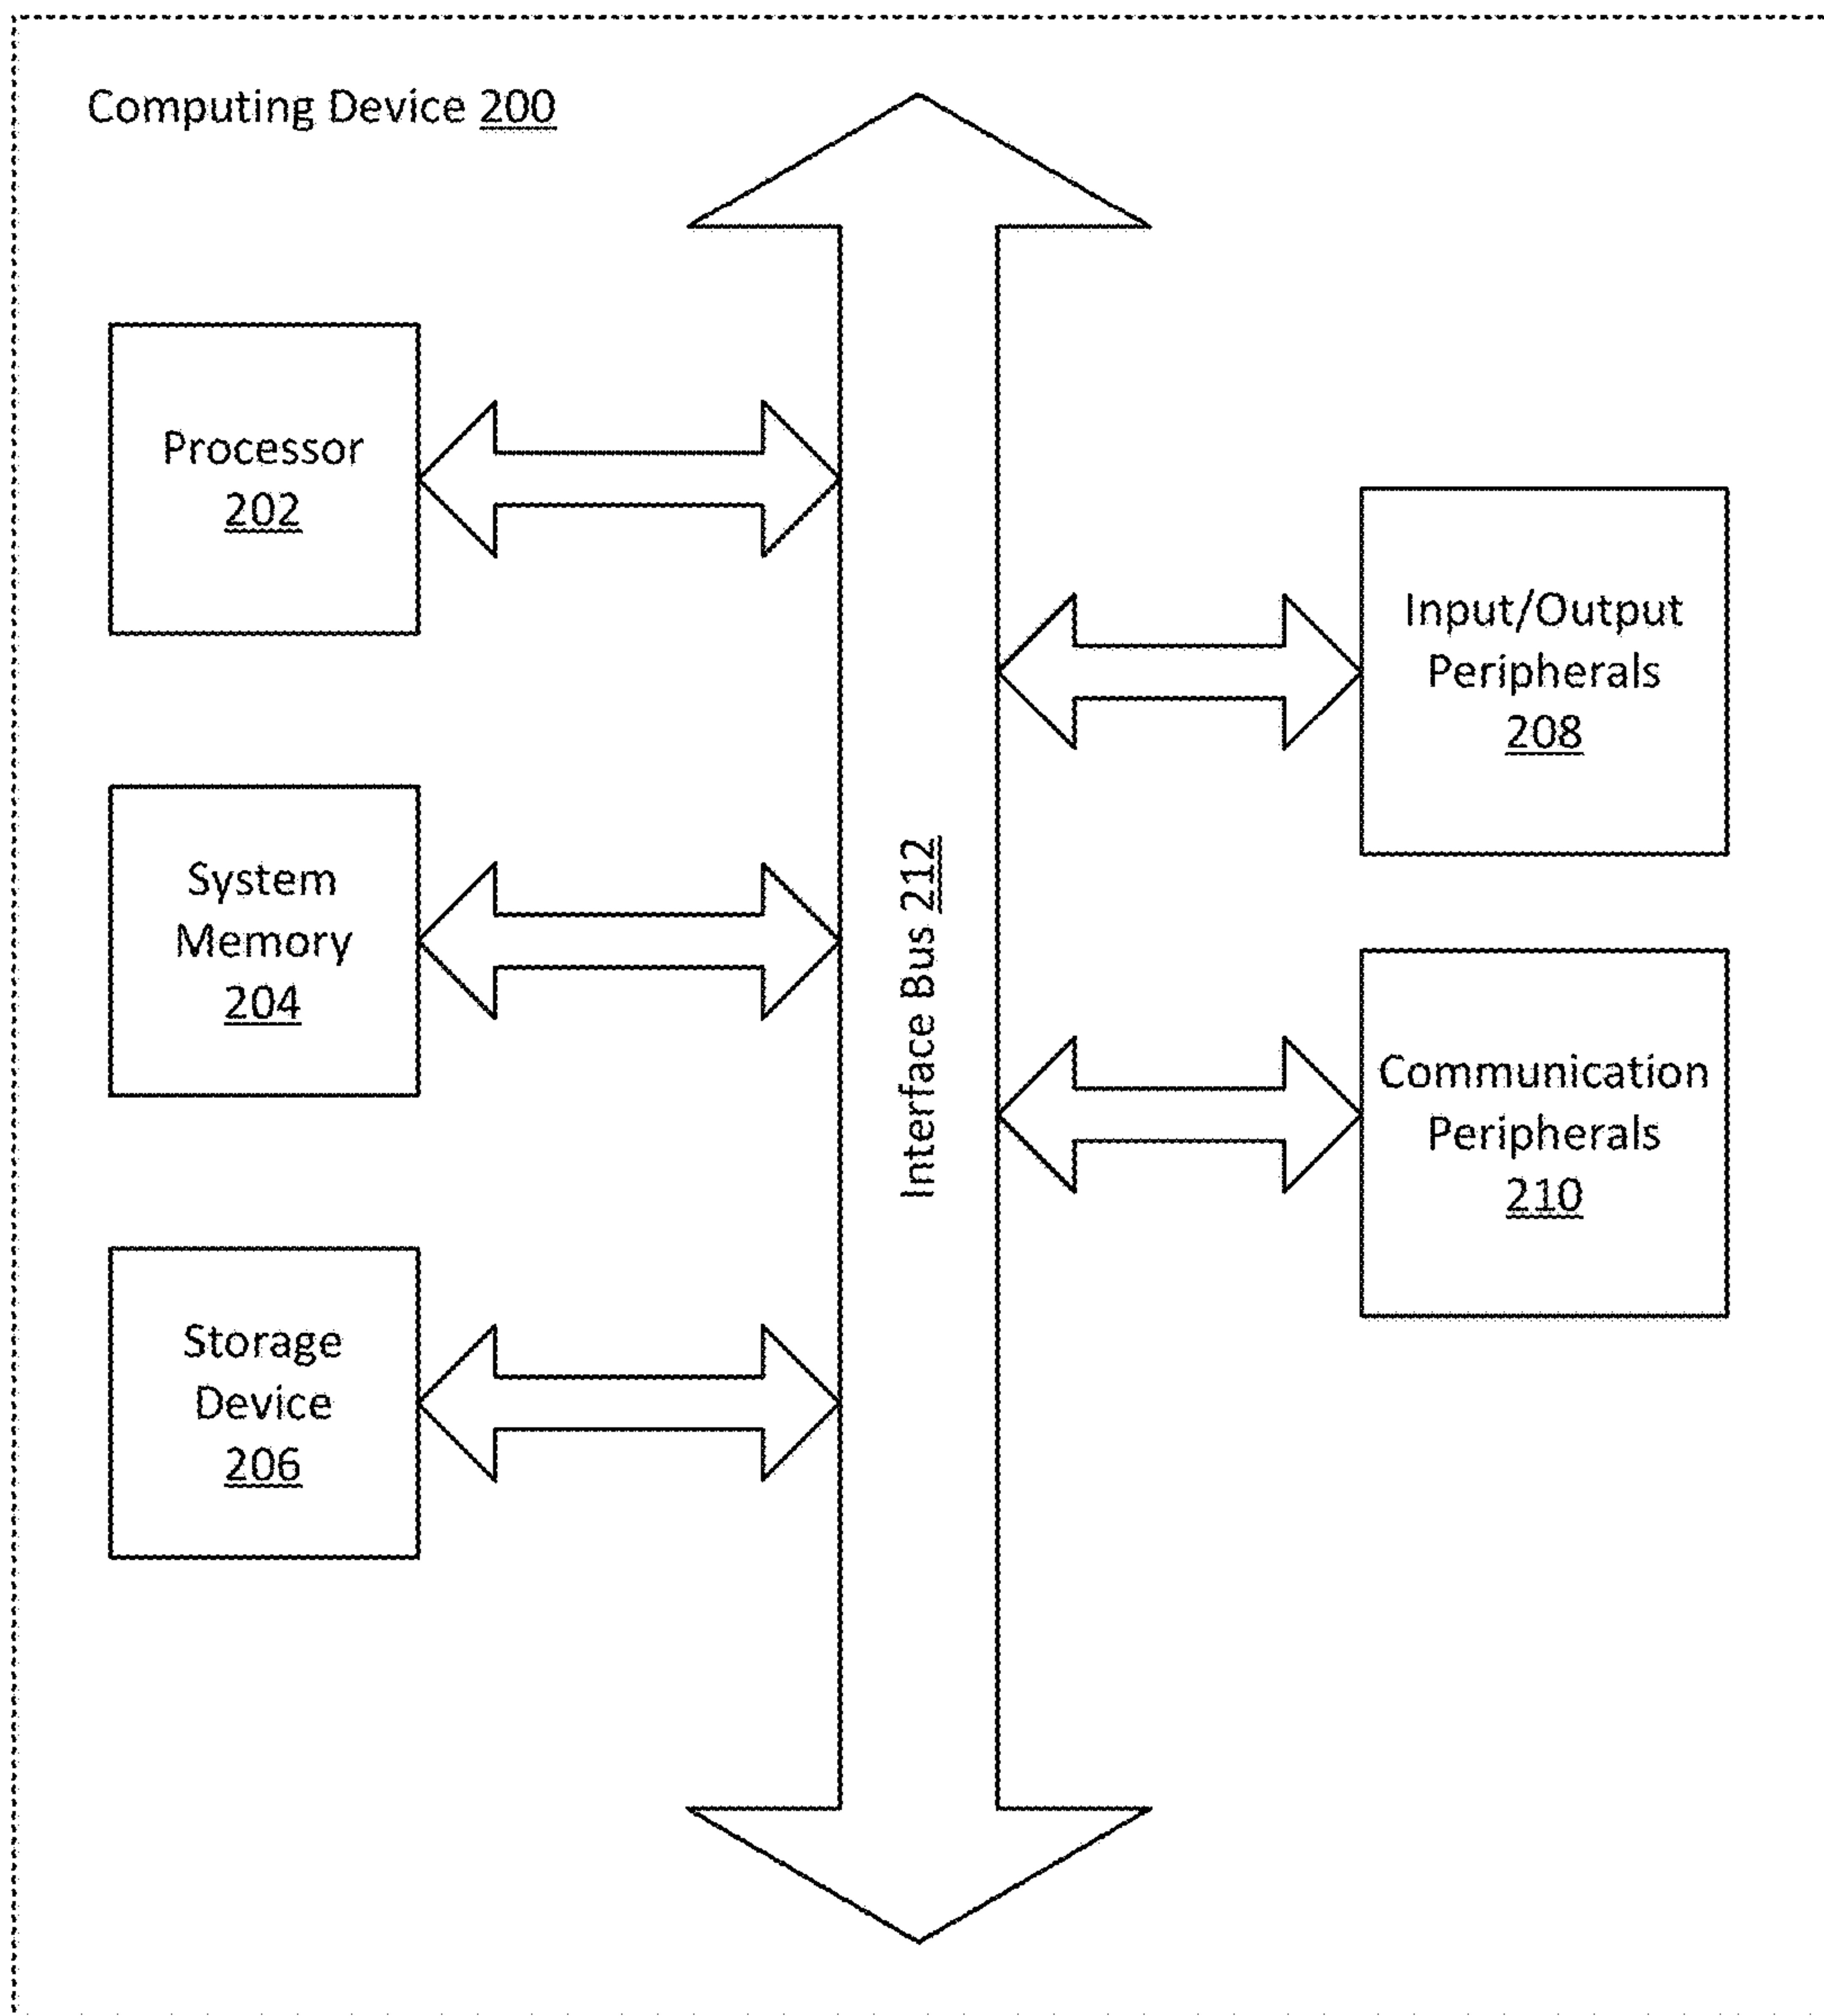 Computing Device 200
Processor
202
System
Memory
204
Storage
Device
206
Interface Bus 212
Input/Output
Peripherals
208
Communication
Peripherals
210